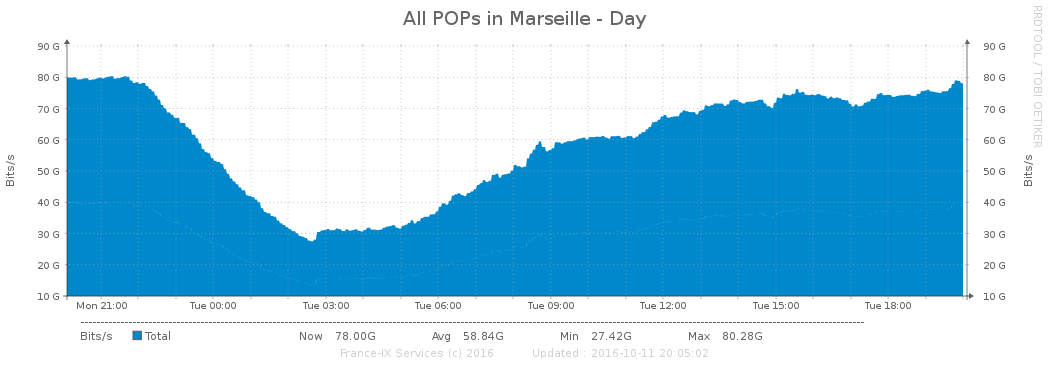 All POPs in Marseille - Day
RRDTOOL / TOBI OETIKER
Bits/s
90 G
80 G
70 G
60 G
50 G
40 G
30 G
20 G
10 G
90 G
80 G
70 G
60 G
50 G
40 G
30 G
20 G
10 G
Bits/s
Mon 21:00 Tue 00:00 Tue 03:00 Tue 06:00 Tue 09:00 Tue 12:00 Tue 15:00 Tue 18:00
Bits/s Total Now 78.00G Avg 58.84G Min 27.42G Max 80.28G
France-IX Services (c) 2016 Updated : 2016-10-11 20:05:02